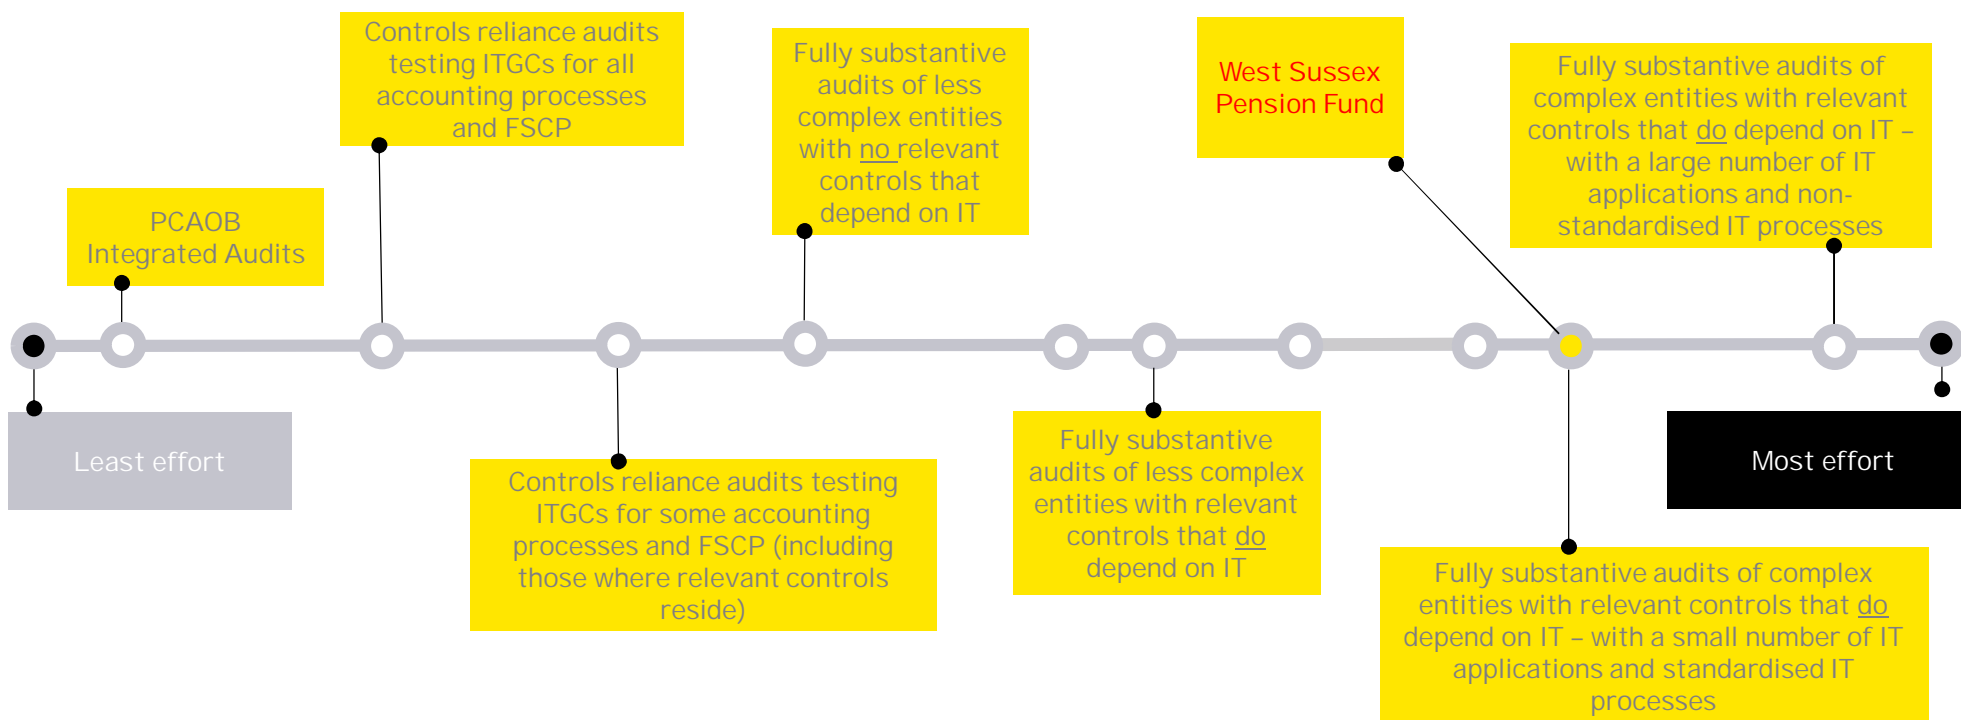 Controls reliance audits
testing ITGCs for all
accounting processes
and FSCP
Fully substantive
audits of less
complex entities
with no relevant
controls that
depend on IT
West Sussex
Pension Fund
Fully substantive audits of
complex entities with relevant
controls that do depend on IT –
with a large number of IT
applications and non-
standardised IT processes
PCAOB
Integrated Audits
Least effort
Controls reliance audits testing
ITGCs for some accounting
processes and FSCP (including
those where relevant controls
reside)
Fully substantive
audits of less complex
entities with relevant
controls that do
depend on IT
Most effort
Fully substantive audits of complex
entities with relevant controls that do
depend on IT – with a small number of IT
applications and standardised IT
processes